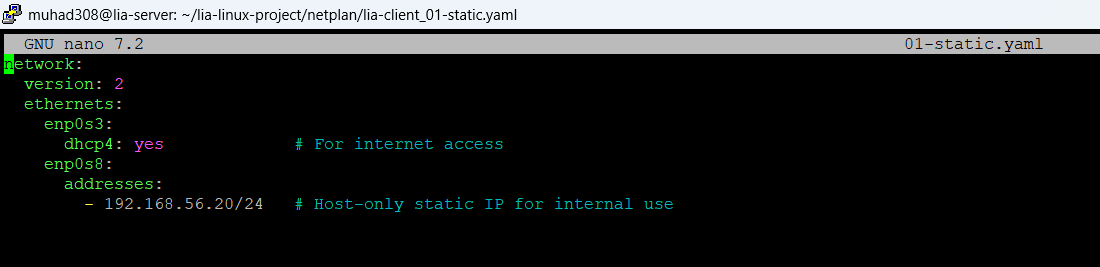 muhad308@lia-server: ~/lia-linux-project/netplan/lia-client_01-static.yaml
GNU nano 7.2 01-static.yaml
network:
  version: 2
  ethernets:
    enp0s3:
      dhcp4: yes             # For internet access
    enp0s8:
      addresses:
        - 192.168.56.20/24   # Host-only static IP for internal use